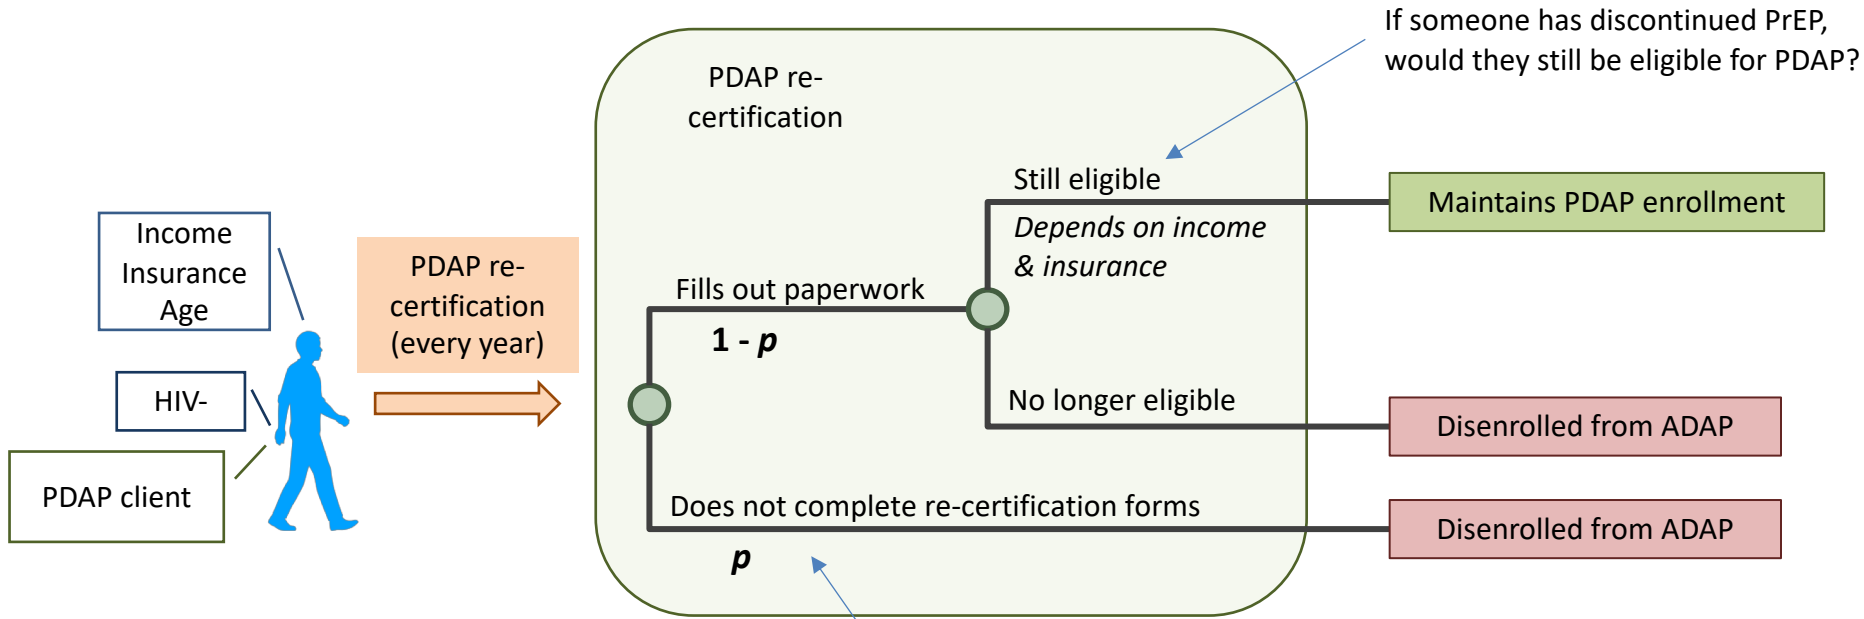 If someone has discontinued PrEP,
would they still be eligible for PDAP?
PDAP re-
certification
Still eligible
Maintains PDAP enrollment
Depends on income
& insurance
Income
Insurance
Age
PDAP re-
certification
(every year)
Fills out paperwork
1 - p
HIV-
No longer eligible
Disenrolled from ADAP
PDAP client
Does not complete re-certification forms
Disenrolled from ADAP
p